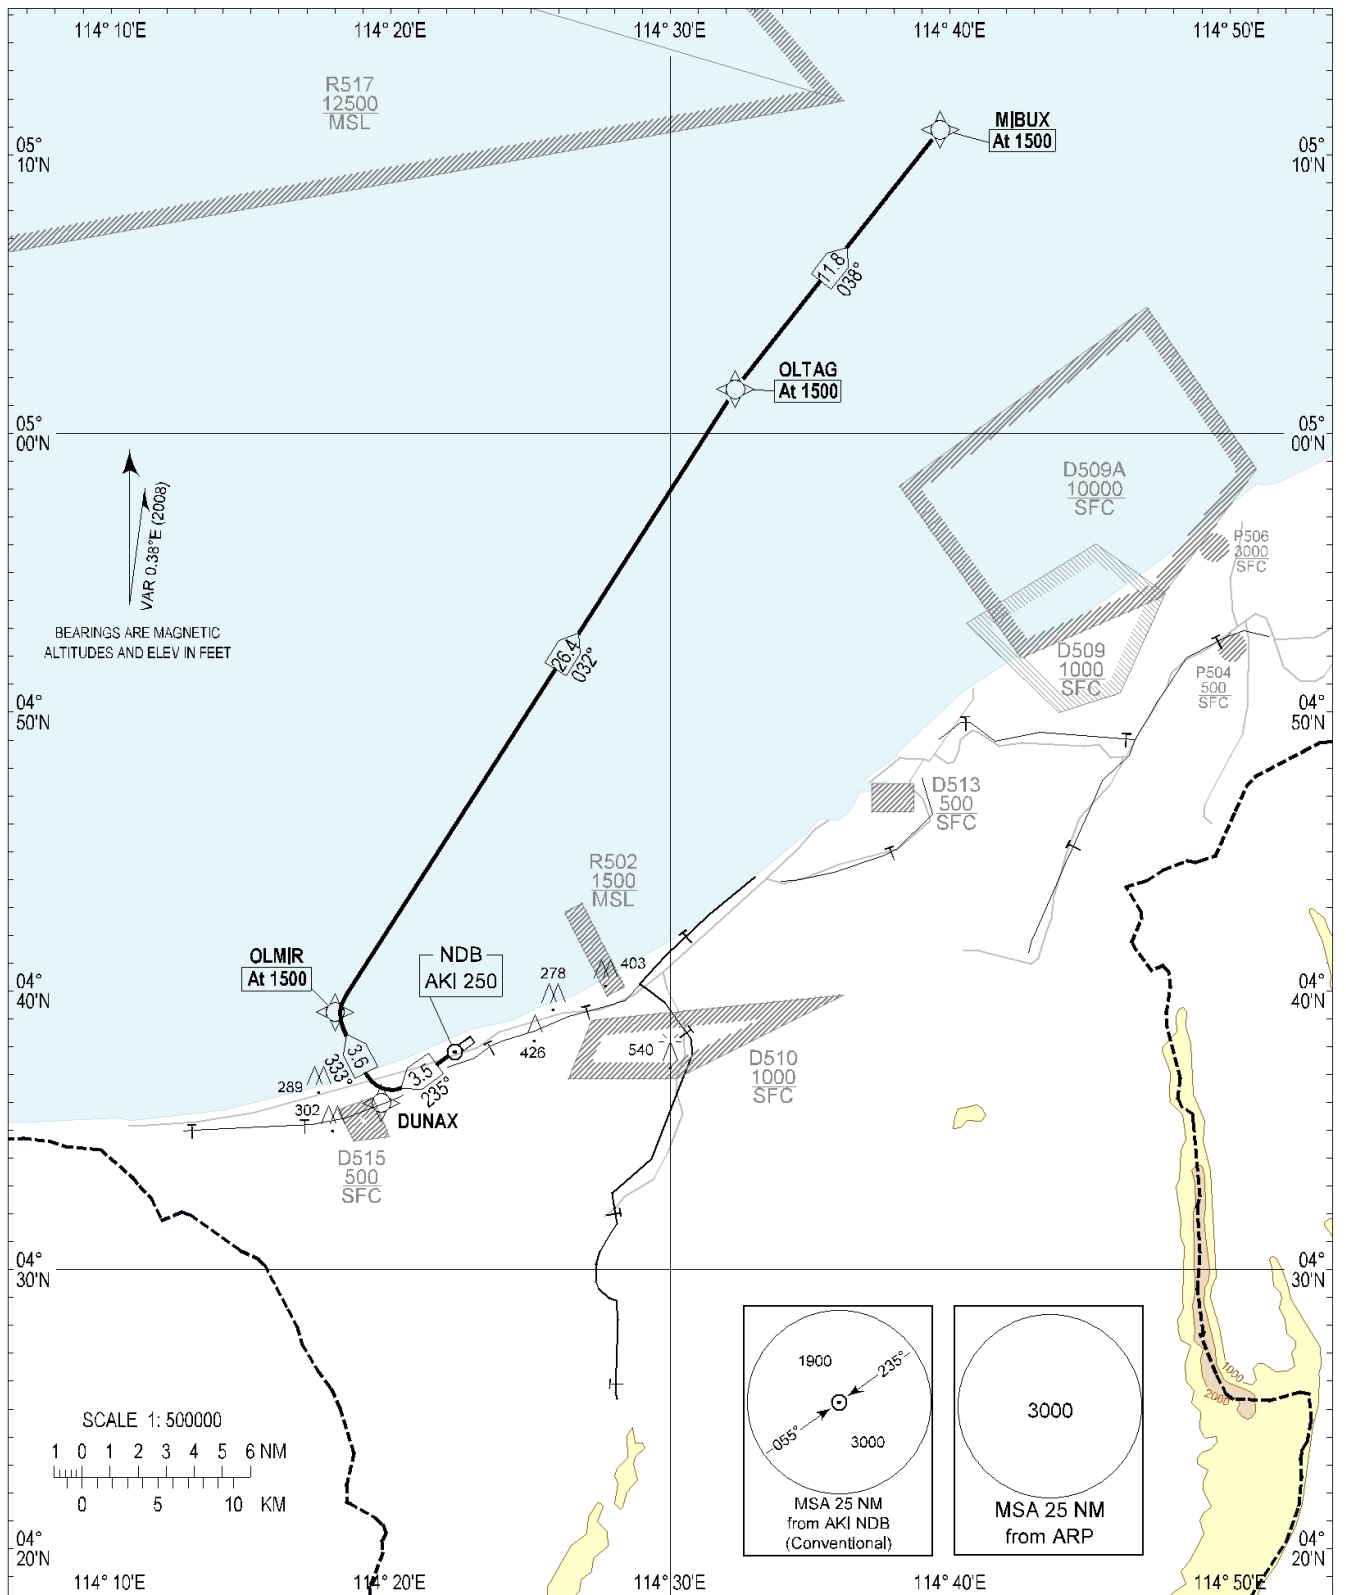 114° 10'E
114° 20'E
114° 30'E
114° 40'E
114° 50'E
R517
12500
MSL
MIBUX
At 1500
05°
10'N
05°
10'N
11.8
038°
OLTAG
At 1500
05°
00'N
05°
00'N
D509A
10000
SFC
VAR 0.38°E (2008)
P506
3000
SFC
BEARINGS ARE MAGNETIC
ALTITUDES AND ELEV IN FEET
26.4
032°
D509
1000
SFC
P504
500
SFC
04°
50'N
04°
50'N
D513
500
SFC
R502
1500
MSL
OLMIR
At 1500
NDB
AKI 250
278
403
04°
40'N
04°
40'N
426
540
3.6
333°
3.5
235°
289
302
DUNAX
D510
1000
SFC
D515
500
SFC
04°
30'N
04°
30'N
1900
235°
055°
3000
MSA 25 NM
from AKI NDB
(Conventional)
3000
MSA 25 NM
from ARP
1000
2000
SCALE 1: 500000
1 0 1 2 3 4 5 6 NM
0 5 10 KM
04°
20'N
04°
20'N
114° 10'E
114° 20'E
114° 30'E
114° 40'E
114° 50'E